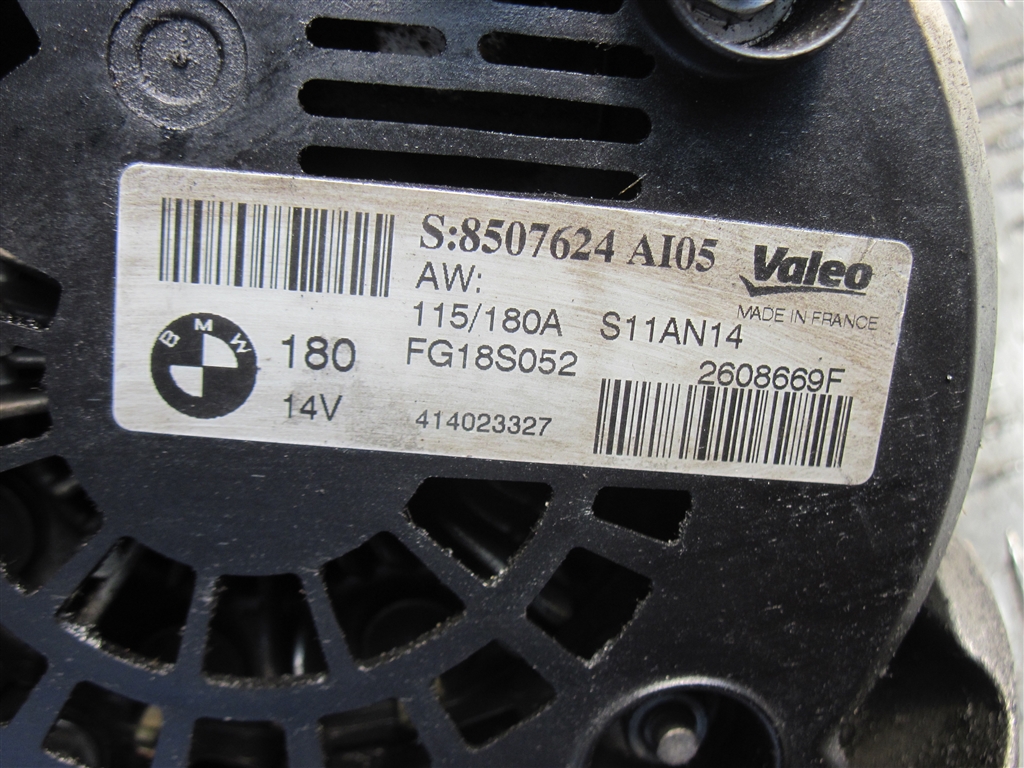 S:8507624 AI05
Valeo
AW:
MADE IN FRANCE
115/180A S11AN14
BMW
180
FG18S052
2608669F
14V
414023327